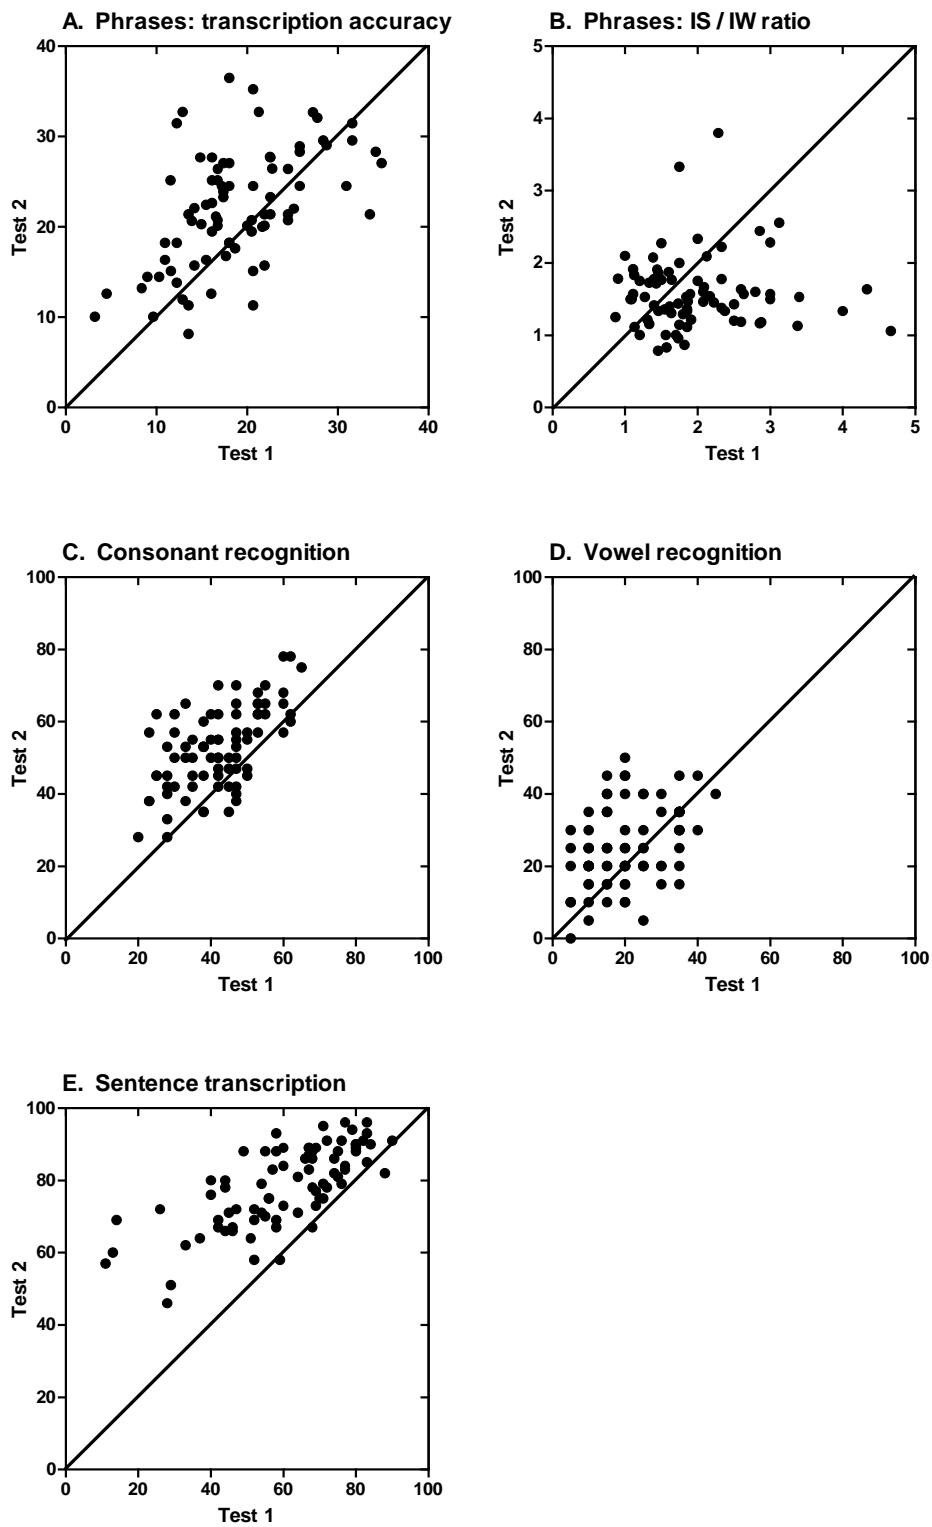 A. Phrases: transcription accuracy
40
30
20
10
0
Test 2
0 10 20 30 40
Test 1
B. Phrases: IS / IW ratio
5
4
3
2
1
0
Test 2
0 1 2 3 4 5
Test 1
C. Consonant recognition
100
80
60
40
20
0
Test 2
0 20 40 60 80 100
Test 1
D. Vowel recognition
100
80
60
40
20
0
Test 2
0 20 40 60 80 100
Test 1
E. Sentence transcription
100
80
60
40
20
0
Test 2
0 20 40 60 80 100
Test 1